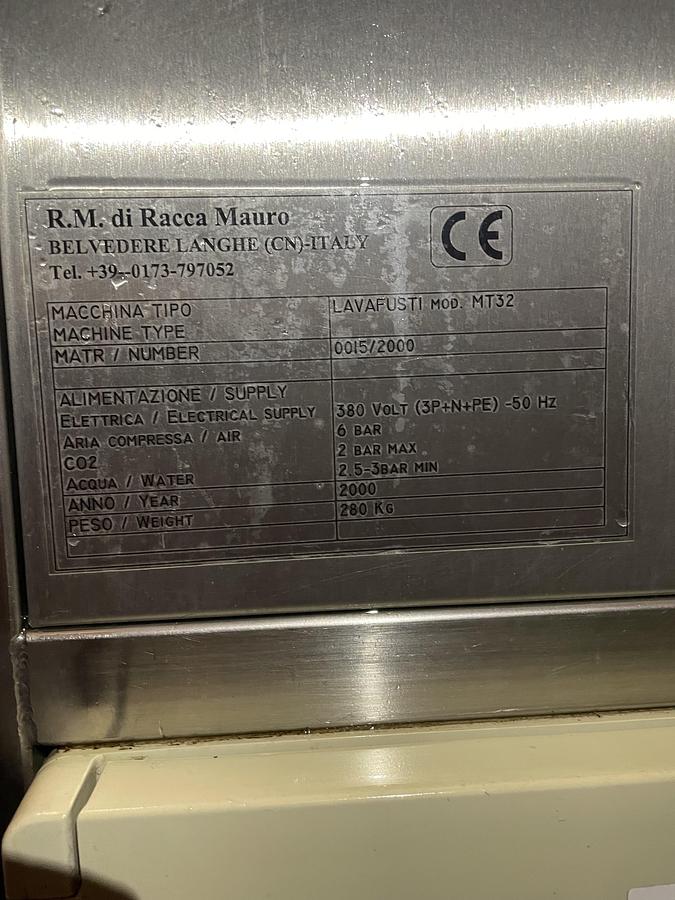 R.M. di Racca Mauro
BELVEDERE LANGHE (CN)-ITALY
Tel. +39--0173-797052
CE
MACCHINA TIPO LAVAFUSTI MOD. MT32
MACHINE TYPE
MATR / NUMBER 0015/2000
ALIMENTAZIONE / SUPPLY
ELETTRICA / ELECTRICAL SUPPLY 380 VOLT (3P+N+PE) -50 HZ
ARIA COMPRESSA / AIR 6 BAR
CO2 2 BAR MAX
ACQUA / WATER 2.5-3BAR MIN
ANNO / YEAR 2000
PESO / WEIGHT 280 KG